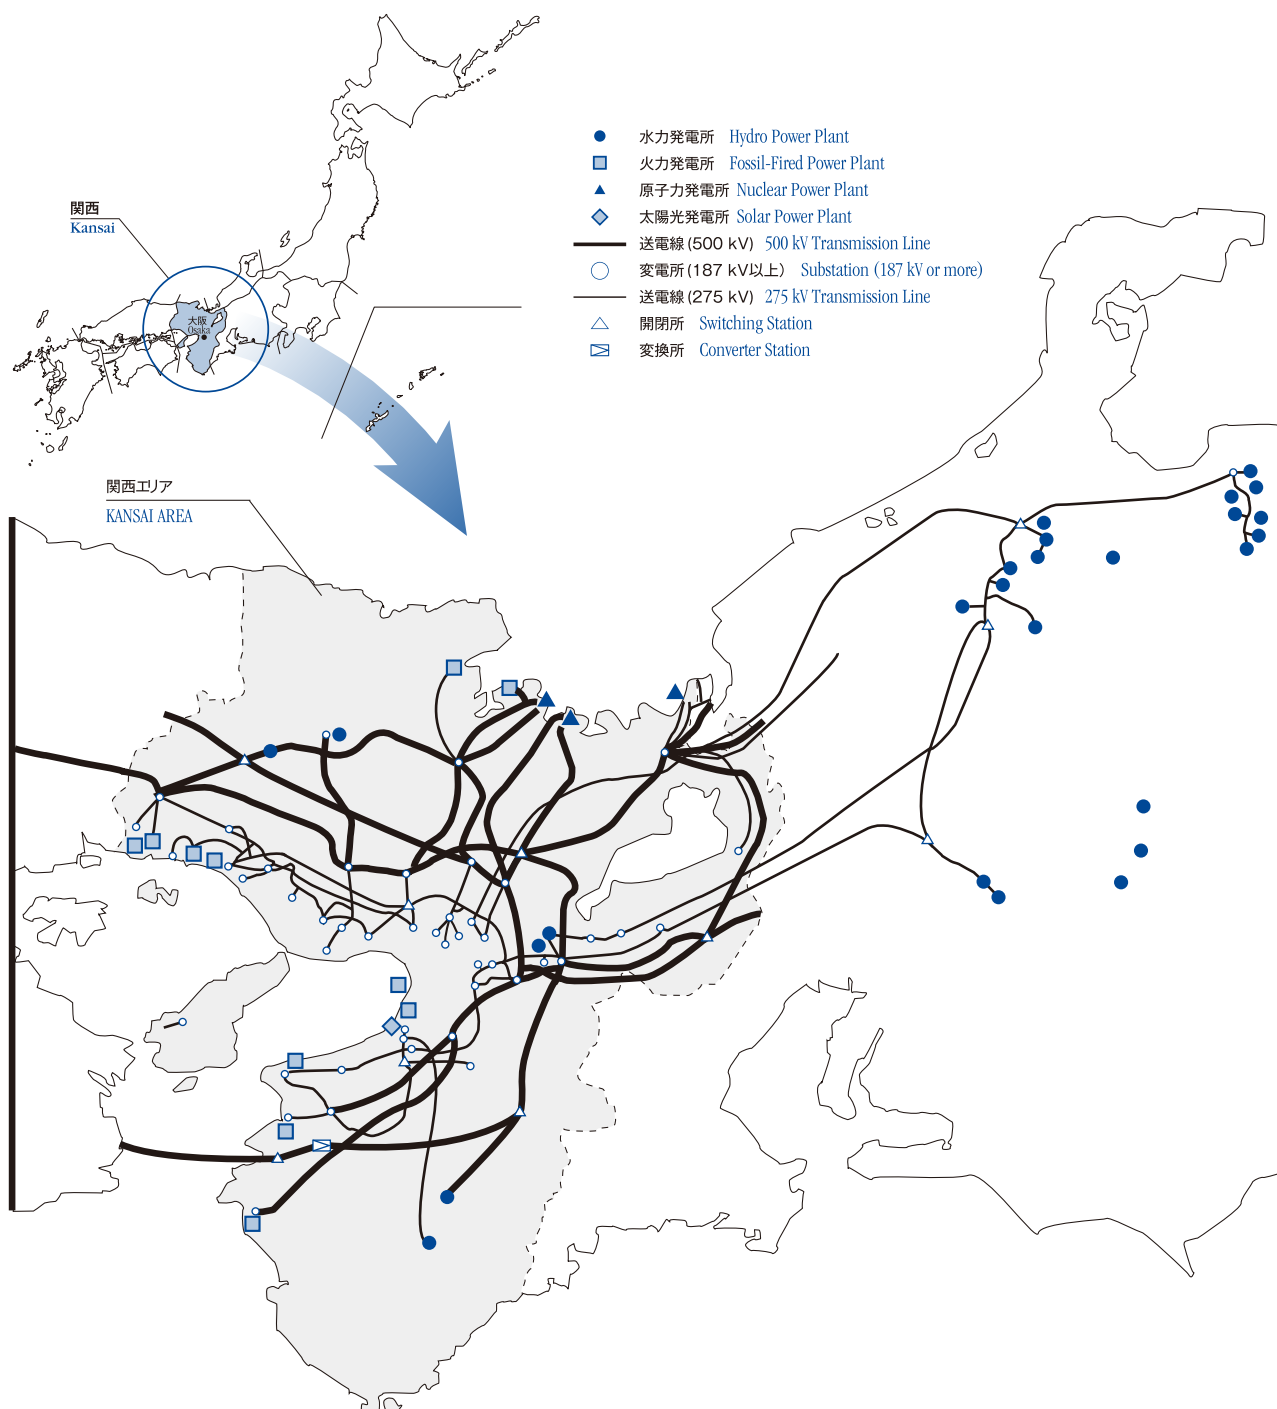 関西
Kansai
大阪
Osaka
水力発電所 Hydro Power Plant
火力発電所 Fossil-Fired Power Plant
原子力発電所 Nuclear Power Plant
太陽光発電所 Solar Power Plant
送電線(500 kV) 500 kV Transmission Line
変電所(187 kV以上) Substation (187 kV or more)
送電線(275 kV) 275 kV Transmission Line
開閉所 Switching Station
変換所 Converter Station
関西エリア
KANSAI AREA